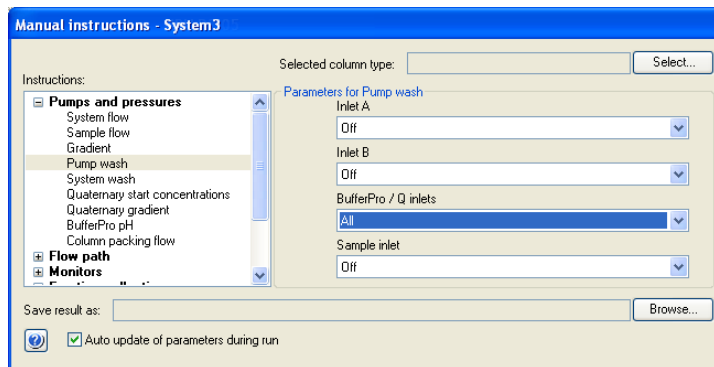 Manual instructions - System3
Selected column type:
Select...
Instructions:
Pumps and pressures
System flow
Sample flow
Gradient
Pump wash
System wash
Quaternary start concentrations
Quaternary gradient
BufferPro pH
Column packing flow
Flow path
Monitors
Parameters for Pump wash
Inlet A
Off
Inlet B
Off
BufferPro / Q inlets
All
Sample inlet
Off
Save result as:
Browse...
Auto update of parameters during run